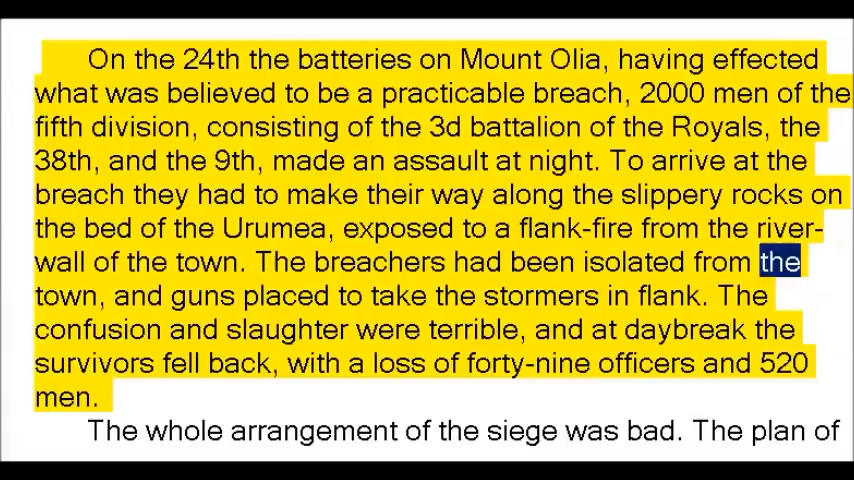 On the 24th the batteries on Mount Olia, having effected
what was believed to be a practicable breach, 2000 men of the
fifth division, consisting of the 3d battalion of the Royals, the
38th, and the 9th, made an assault at night. To arrive at the
breach they had to make their way along the slippery rocks on
the bed of the Urumea, exposed to a flank-fire from the river-
wall of the town. The breachers had been isolated from the
town, and guns placed to take the stormers in flank. The
confusion and slaughter were terrible, and at daybreak the
survivors fell back, with a loss of forty-nine officers and 520
men.
The whole arrangement of the siege was bad. The plan of